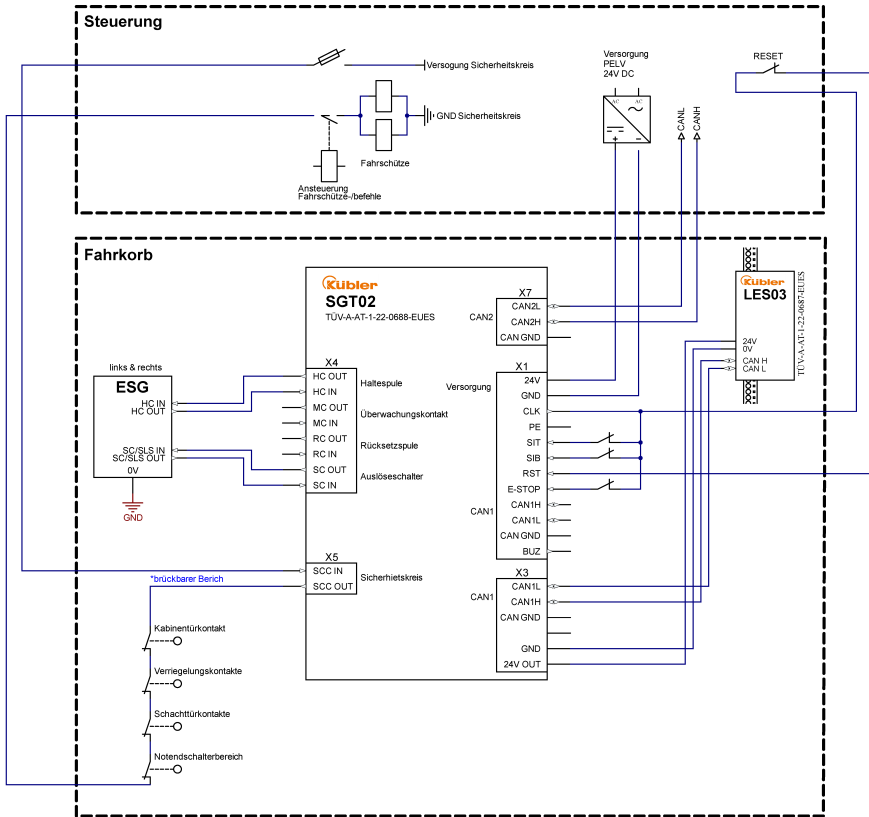 Steuerung
Versogung Sicherheitskreis
GND Sicherheitskreis
Fahrschütze
Ansteuerung
Fahrschütze-/befehle
Versorgung
PELV
24V DC
AC
AC
+
-
CANL
CANH
RESET
Fahrkorb
Kübler
SGT02
TÜV-A-AT-1-22-0688-EUES
X4
HC OUT
HC IN
MC OUT
MC IN
RC OUT
RC IN
SC OUT
SC IN
Haltespule
Überwachungskontakt
Rücksetzspule
Auslöseschalter
X5
SCC IN
SCC OUT
Sicherhietskreis
X7
CAN2
CAN2L
CAN2H
CAN GND
X1
Versorgung
24V
GND
CLK
PE
SIT
SIB
RST
E-STOP
CAN1
CAN1H
CAN1L
CAN GND
BUZ
X3
CAN1
CAN1L
CAN1H
CAN GND
GND
24V OUT
Kübler
LES03
TÜV-A-AT-1-22-0687-EUES
24V
0V
CAN H
CAN L
links & rechts
ESG
HC IN
HC OUT
SC/SLS IN
SC/SLS OUT
0V
GND
*brückbarer Berich
Kabinentürkontakt
Verriegelungskontakte
Schachttürkontakte
Notendschalterbereich